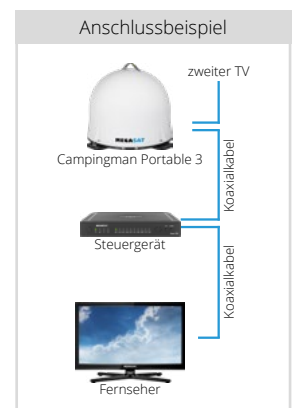 Anschlussbeispiel
zweiter TV
MEGASAT
Campingman Portable 3
Koaxialkabel
Steuergerät
Koaxialkabel
Fernseher